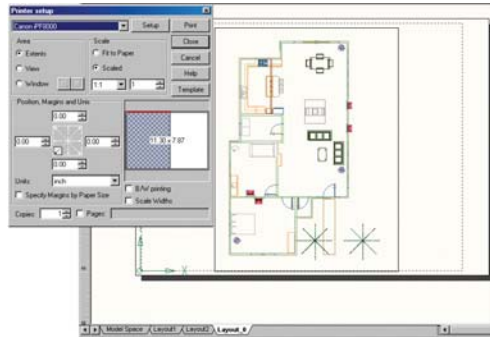 Printer setup
Canon-iPF8000
Setup
Print
Area
Extents
View
Window
Scale
Fit to Paper
Scaled
1:1
1
Close
Cancel
Help
Template
Position, Margins and Units
0.00
0.00
0.00
0.00
11.30 x 7.87
Units:
inch
Specify Margins by Paper Size
B/W printing
Scale Widths
Copies:
1
Pages:
X
Model Space
Layout1
Layout2
Layout_0